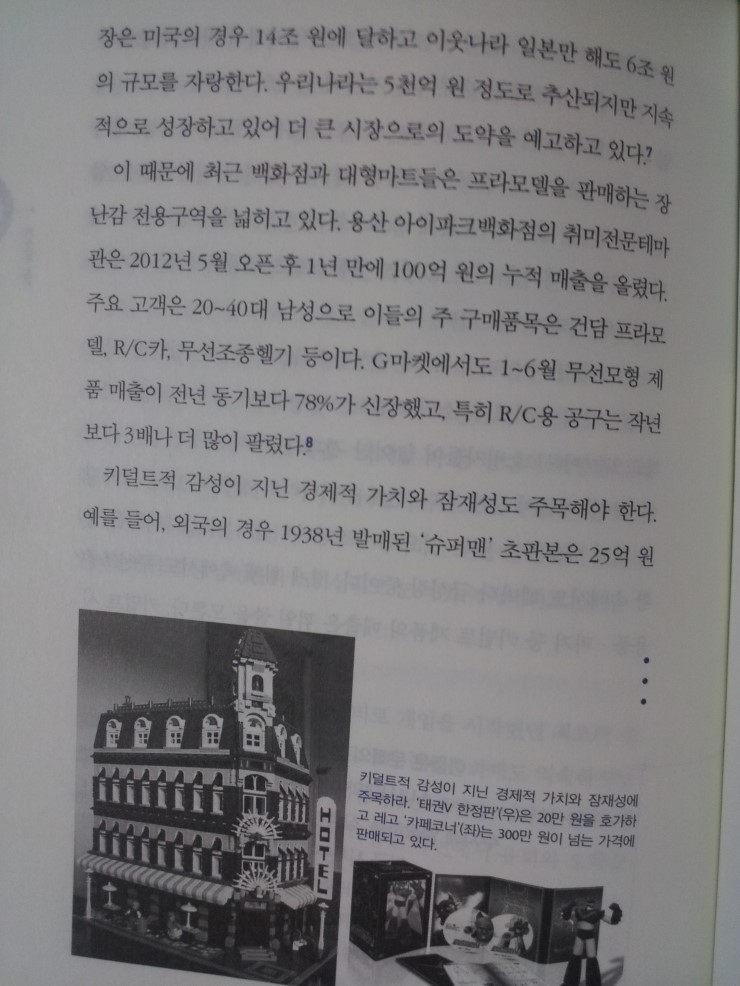 장은 미국의 경우 14조 원에 달하고 이웃나라 일본만 해도 6조 원
의 규모를 자랑한다. 우리나라는 5천억 원 정도로 추산되지만 지속
적으로 성장하고 있어 더 큰 시장으로의 도약을 예고하고 있다.7
이 때문에 최근 백화점과 대형마트들은 프라모델을 판매하는 장
난감 전용구역을 넓히고 있다. 용산 아이파크백화점의 취미전문테마
관은 2012년 5월 오픈 후 1년 만에 100억 원의 누적 매출을 올렸다.
주요 고객은 20~40대 남성으로 이들의 주 구매품목은 건담 프라모
델, R/C카, 무선조종헬기 등이다. G마켓에서도 1~6월 무선모형 제
품 매출이 전년 동기보다 78%가 신장했고, 특히 R/C용 공구는 작년
보다 3배나 더 많이 팔렸다.8
키덜트적 감성이 지닌 경제적 가치와 잠재성도 주목해야 한다.
예를 들어, 외국의 경우 1938년 발매된 ‘슈퍼맨’ 초판본은 25억 원
키덜트적 감성이 지닌 경제적 가치와 잠재성에
주목하라. ‘태권V 한정판’(우)은 20만 원을 호가하
고 레고 ‘카페코너’(좌)는 300만 원이 넘는 가격에
판매되고 있다.
HOTEL